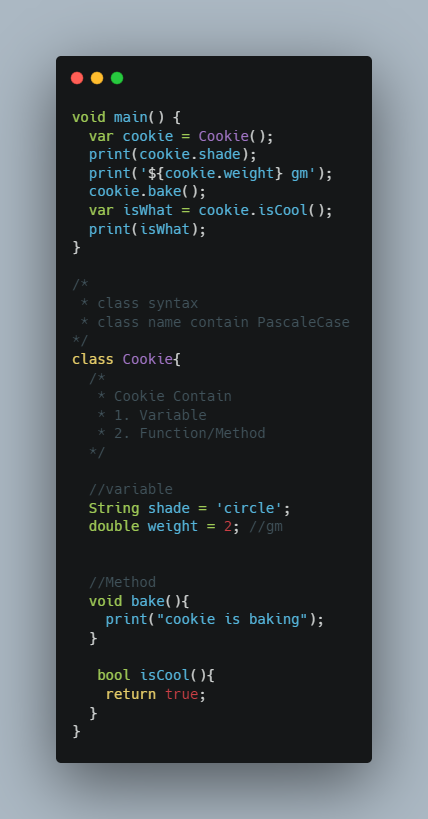 void main() {
  var cookie = Cookie();
  print(cookie.shade);
  print('${cookie.weight} gm');
  cookie.bake();
  var isWhat = cookie.isCool();
  print(isWhat);
}

/*
 * class syntax
 * class name contain PascaleCase
*/
class Cookie{
  /*
   * Cookie Contain
   * 1. Variable
   * 2. Function/Method
  */

  //variable
  String shade = 'circle';
  double weight = 2; //gm


  //Method
  void bake(){
    print("cookie is baking");
  }

   bool isCool(){
    return true;
  }
}